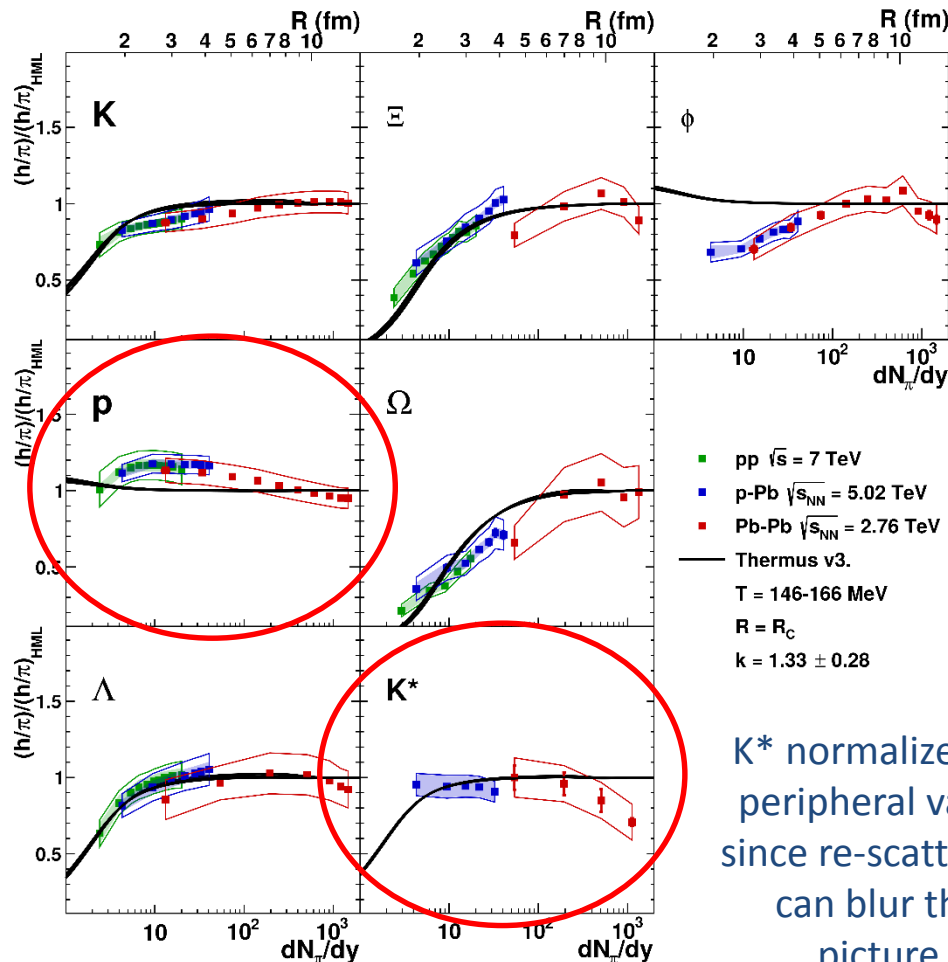 R (fm) R (fm) R (fm)
2 3 4 5 6 7 8 10 2 3 4 5 6 7 8 10 2 3 4 5 6 7 8 10
(h/π)/(h/π)HML
K Ξ ϕ
1.5
1
0.5
10 10² 10³
dNπ/dy
(h/π)/(h/π)HML
p Ω
1
0.5
pp √s = 7 TeV
p-Pb √sNN = 5.02 TeV
Pb-Pb √sNN = 2.76 TeV
Thermus v3.
T = 146-166 MeV
R = RC
k = 1.33 ± 0.28
(h/π)/(h/π)HML
Λ K*
1.5
1
0.5
10 10² 10³ 10 10² 10³
dNπ/dy dNπ/dy
K* normalize
peripheral va
since re-scatt
can blur th
picture